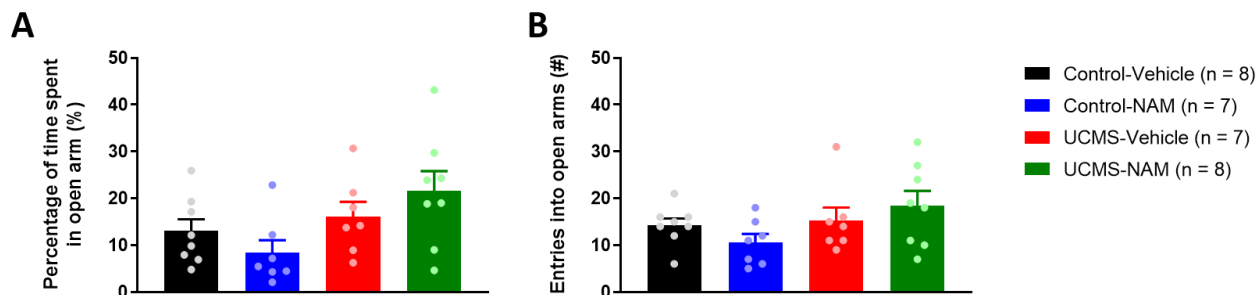 A
Percentage of time spent
in open arm (%)
50
40
30
20
10
0
B
Entries into open arms (#)
50
40
30
20
10
0
Control-Vehicle (n = 8)
Control-NAM (n = 7)
UCMS-Vehicle (n = 7)
UCMS-NAM (n = 8)